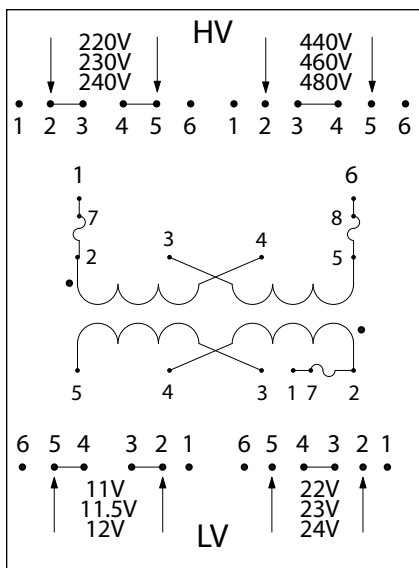 HV
220V 440V
230V 460V
240V 480V
1 2 3 4 5 6 1 2 3 4 5 6
1 6
7 8
3 4
2 5
5 4 3 1 7 2
6 5 4 3 2 1 6 5 4 3 2 1
11V 22V
11.5V 23V
12V 24V
LV